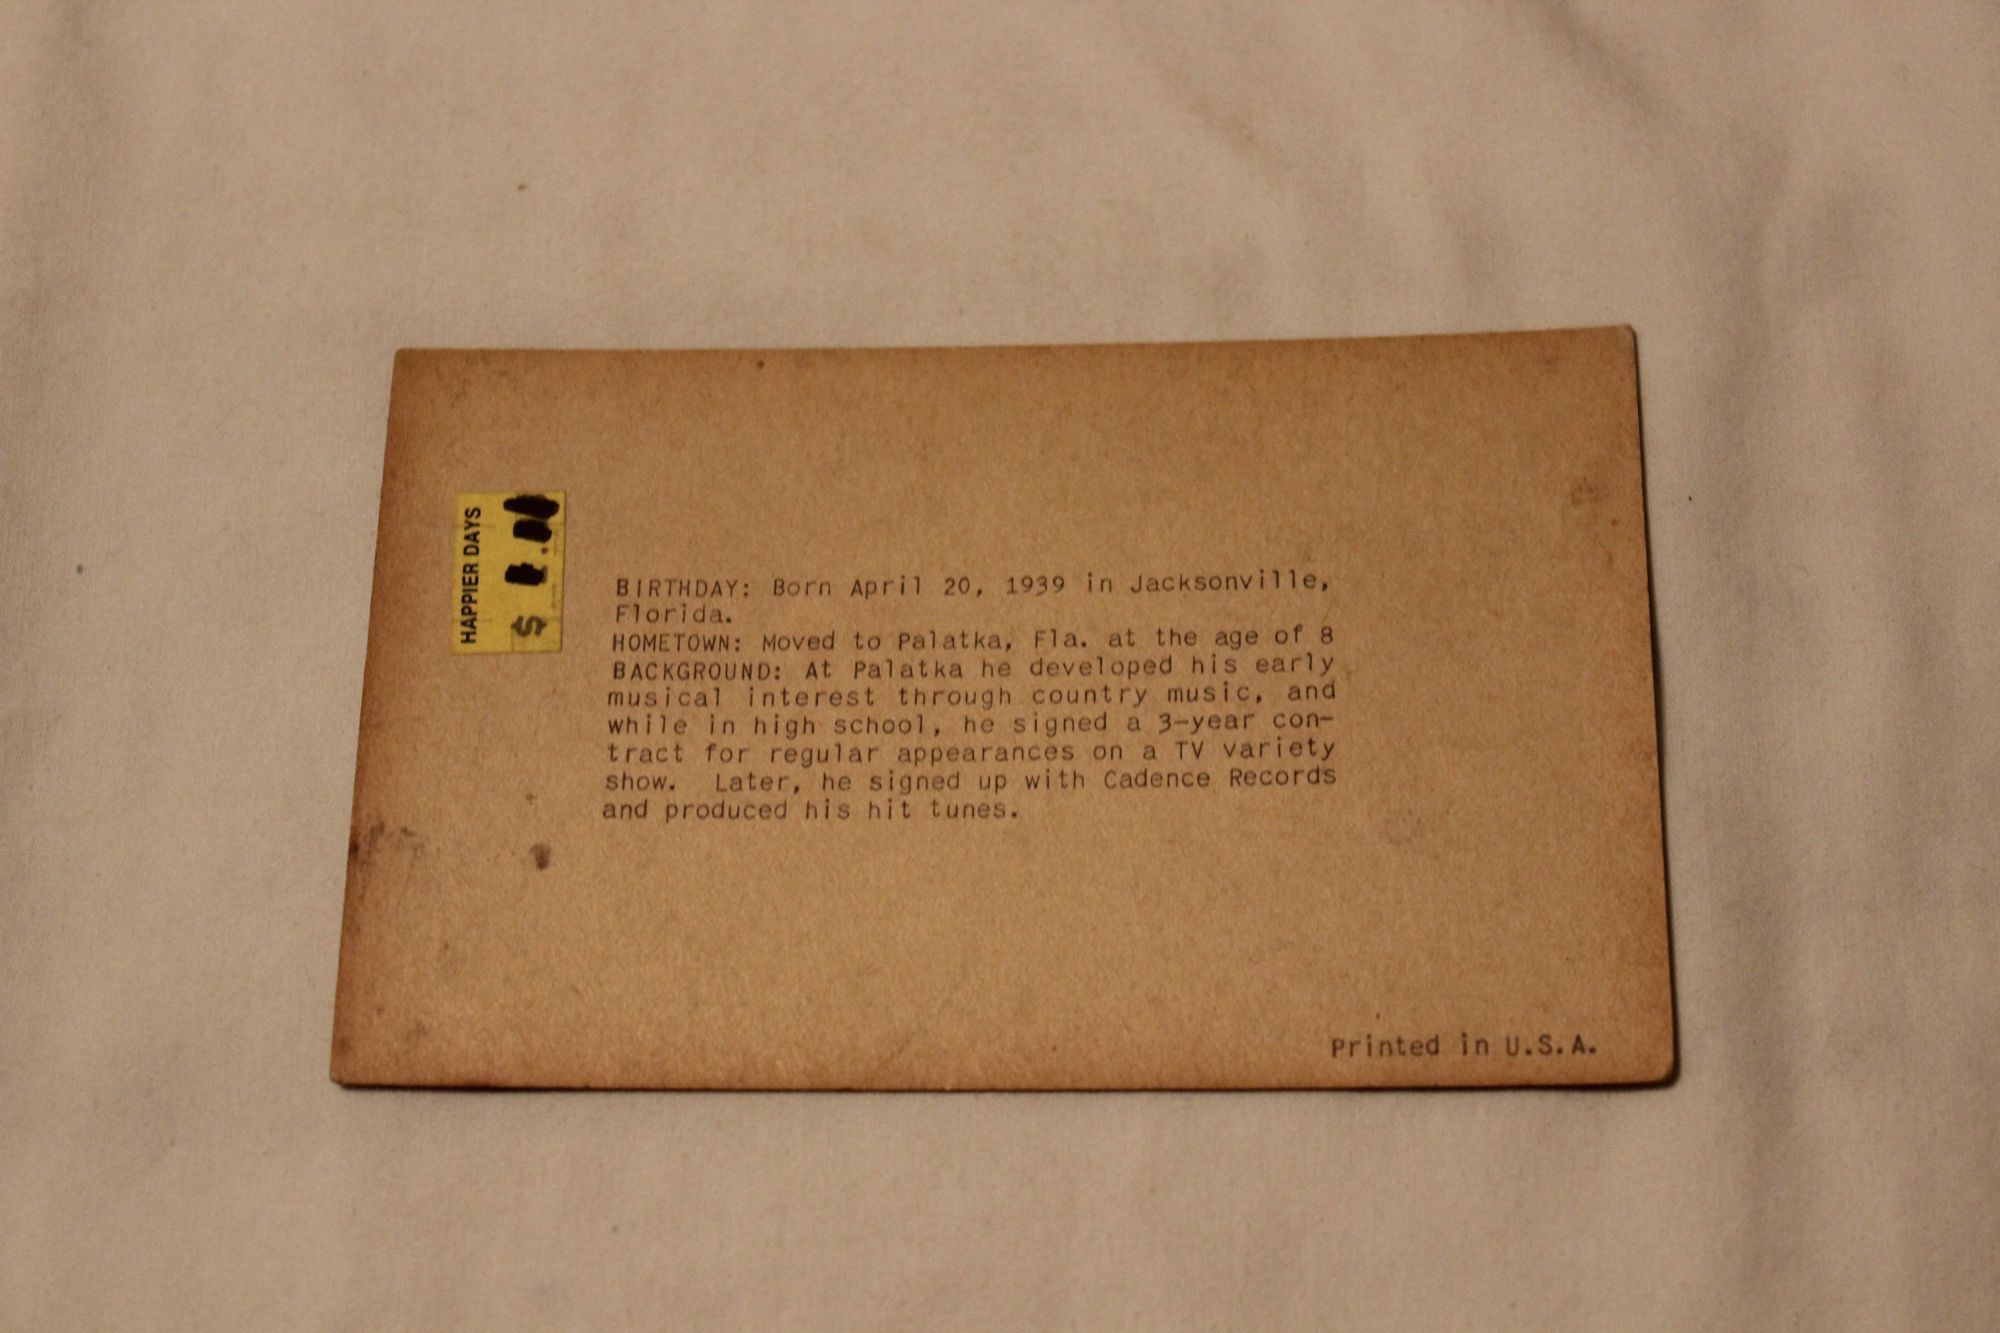 HAPPIER DAYS
$
BIRTHDAY: Born April 20, 1939 in Jacksonville,
Florida.
HOMETOWN: Moved to Palatka, Fla. at the age of 8
BACKGROUND: At Palatka he developed his early
musical interest through country music, and
while in high school, he signed a 3-year con-
tract for regular appearances on a TV variety
show. Later, he signed up with Cadence Records
and produced his hit tunes.
Printed in U.S.A.